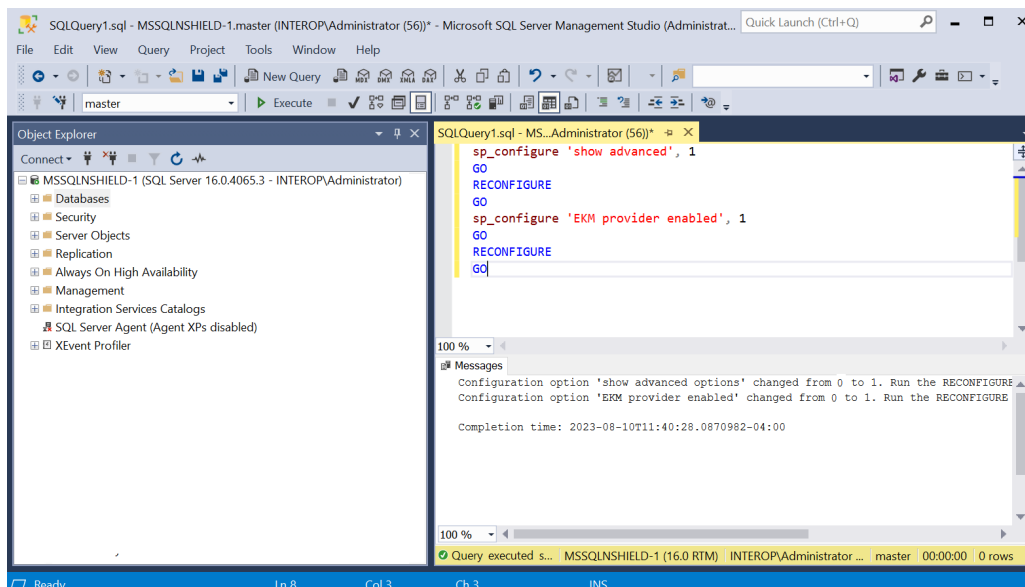 SQLQuery1.sql - MSSQLNSHIELD-1.master (INTEROP\Administrator (56))* - Microsoft SQL Server Management Studio (Administrat...
Quick Launch (Ctrl+Q)
File Edit View Query Project Tools Window Help
New Query
MDX DMX XMLA DAX
master
Execute
Object Explorer
Connect
MSSQLNSHIELD-1 (SQL Server 16.0.4065.3 - INTEROP\Administrator)
Databases
Security
Server Objects
Replication
Always On High Availability
Management
Integration Services Catalogs
SQL Server Agent (Agent XPs disabled)
XEvent Profiler
SQLQuery1.sql - MS...Administrator (56))*
sp_configure 'show advanced', 1
GO
RECONFIGURE
GO
sp_configure 'EKM provider enabled', 1
GO
RECONFIGURE
GO
100 %
Messages
Configuration option 'show advanced options' changed from 0 to 1. Run the RECONFIGURE
Configuration option 'EKM provider enabled' changed from 0 to 1. Run the RECONFIGURE
Completion time: 2023-08-10T11:40:28.0870982-04:00
100 %
Query executed s... MSSQLNSHIELD-1 (16.0 RTM) INTEROP\Administrator ... master 00:00:00 0 rows
Ready Ln 8 Col 3 Ch 3 INS